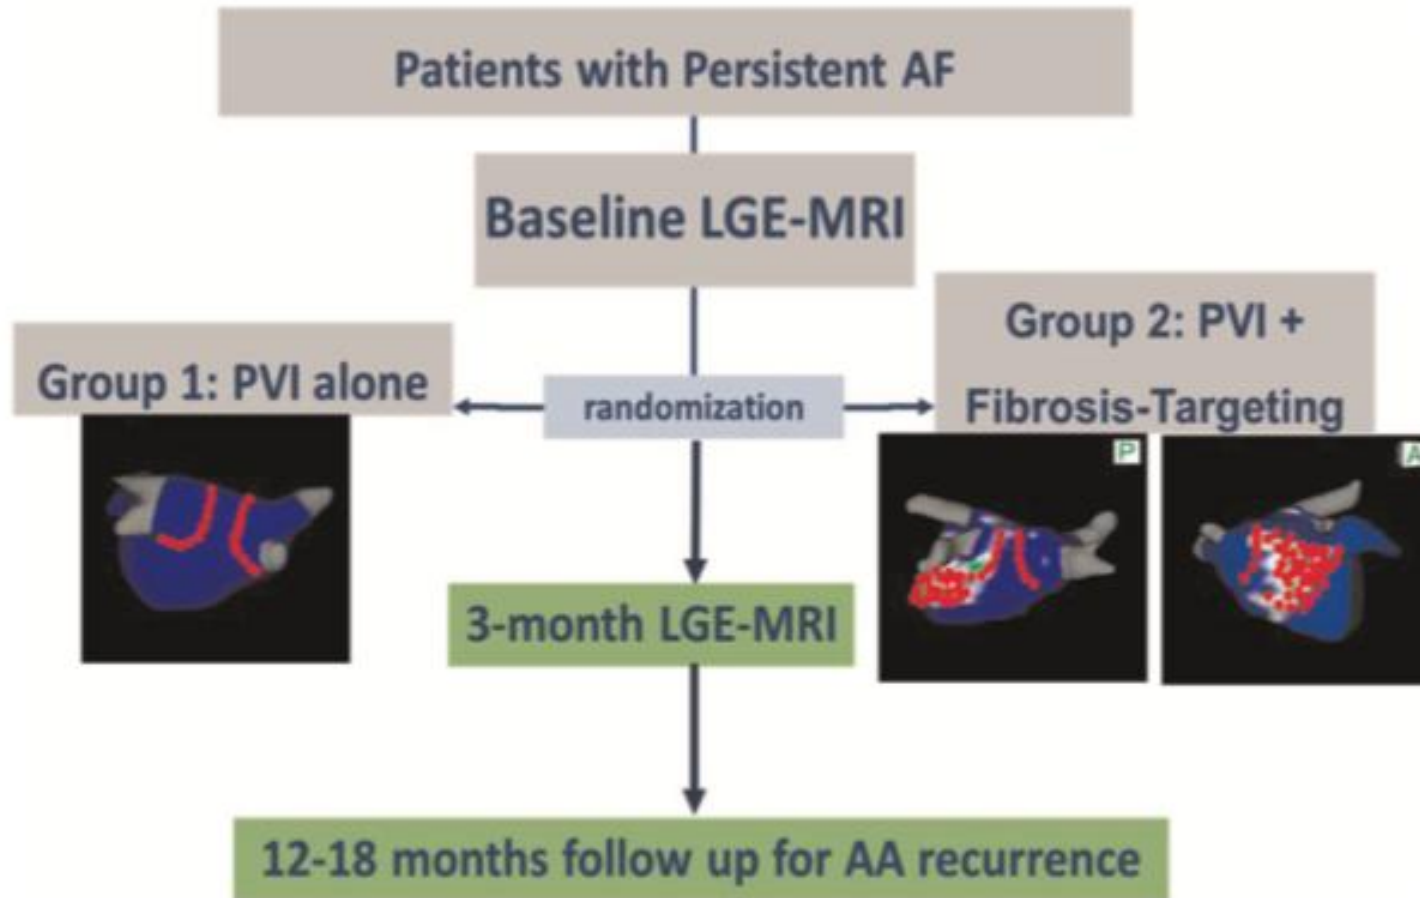 Patients with Persistent AF
Baseline LGE-MRI
Group 1: PVI alone
randomization
Group 2: PVI +
Fibrosis-Targeting
P
A
3-month LGE-MRI
12-18 months follow up for AA recurrence